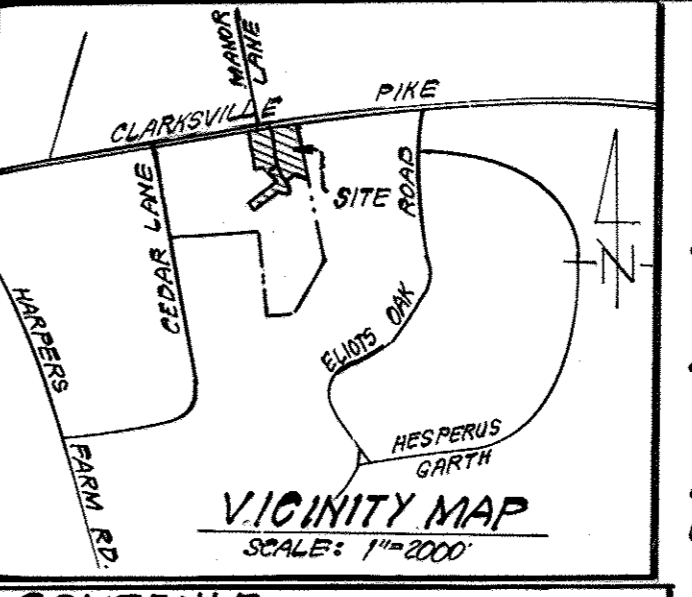 MANOR
LANE
CLARKSVILLE
PIKE
SITE
CEDAR LANE
ROAD
N
HARPERS
FARM RD.
ELIOTS OAK
HESPERUS
GARTH
VICINITY MAP
SCALE: 1"=2000'